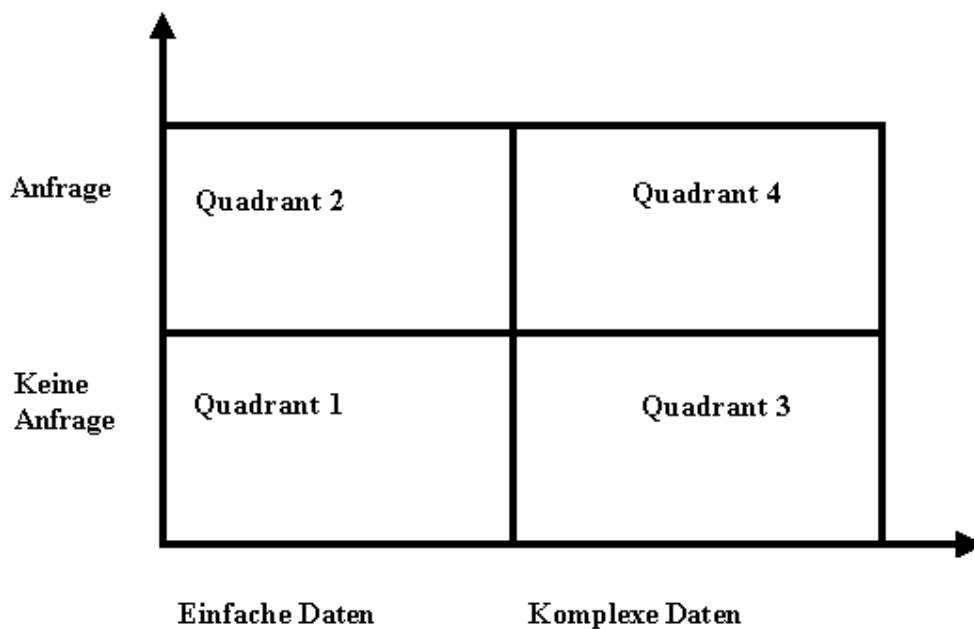 Anfrage
Quadrant 2
Quadrant 4
Keine
Anfrage
Quadrant 1
Quadrant 3
Einfache Daten
Komplexe Daten